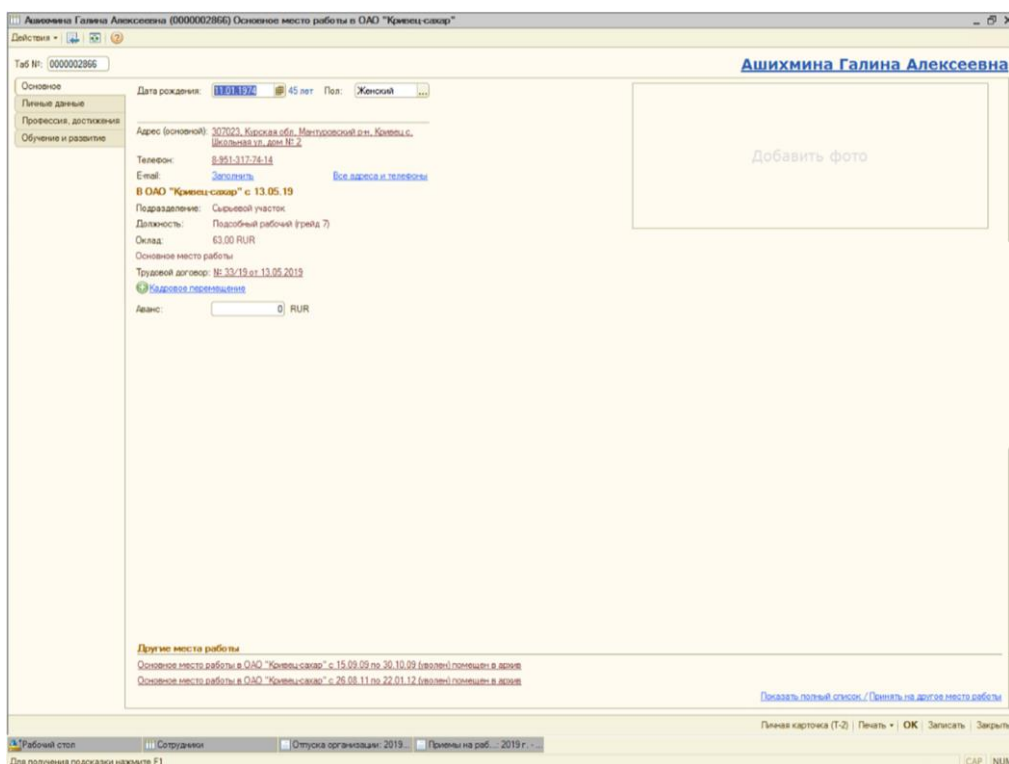 Ашихмина Галина Алексеевна (0000002866) Основное место работы в ОАО "Кривец-сахар"
Действия
Таб №: 0000002866
Ашихмина Галина Алексеевна
Основное
Личные данные
Профессия, достижения
Обучение и развитие
Дата рождения: 11.01.1974 45 лет Пол: Женский ...
Адрес (основной): 307023, Курская обл, Мантуровский р-н, Кривец с,
Школьная ул, дом № 2
Телефон: 8-951-317-74-14
E-mail: Заполнить Все адреса и телефоны
Добавить фото
В ОАО "Кривец-сахар" с 13.05.19
Подразделение: Сырьевой участок
Должность: Подсобный рабочий (грейд 7)
Оклад: 63,00 RUR
Основное место работы
Трудовой договор: № 33/19 от 13.05.2019
Кадровое перемещение
Аванс: 0 RUR
Другие места работы
Основное место работы в ОАО "Кривец-сахар" с 15.09.09 по 30.10.09 (уволен) помещен в архив
Основное место работы в ОАО "Кривец-сахар" с 26.08.11 по 22.01.12 (уволен) помещен в архив
Показать полный список / Принять на другое место работы
Личная карточка (Т-2) Печать OK Записать Закрыть
Рабочий стол Сотрудники Отпуска организации: 2019... Приемы на раб...: 2019 г. - ...
Для получения подсказки нажмите F1 CAP NUM